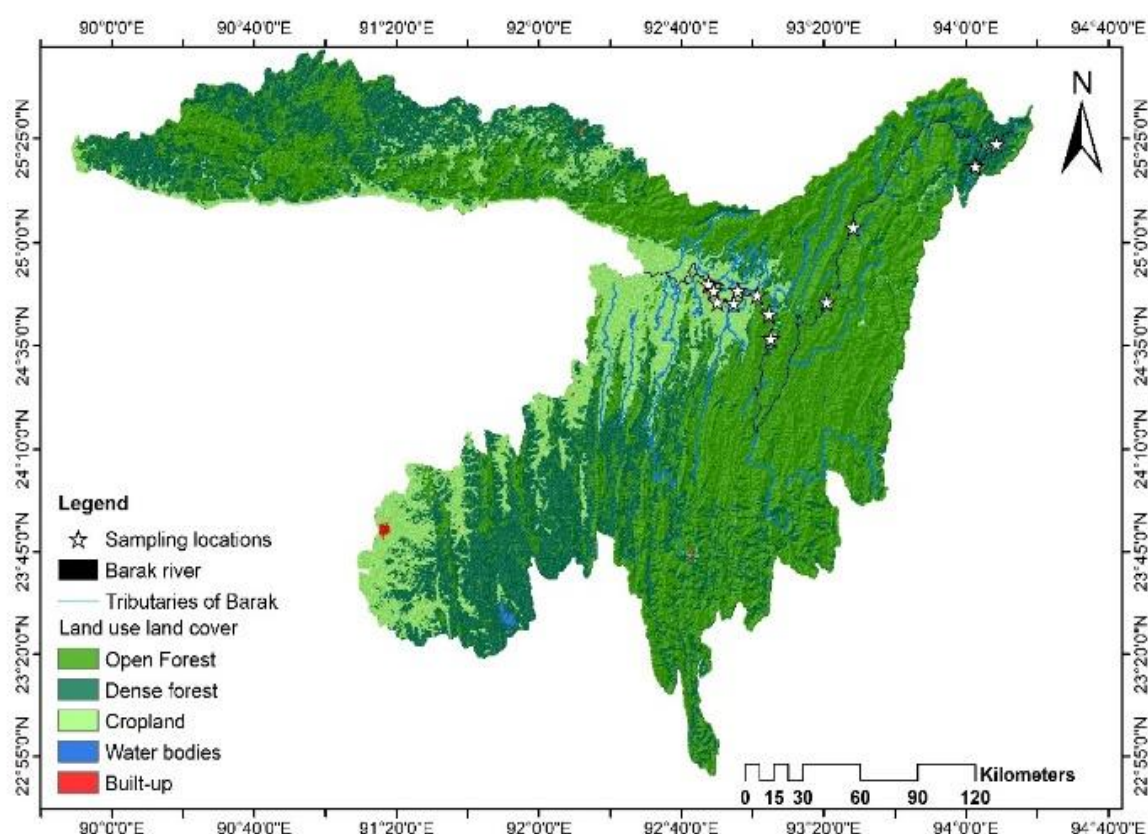 90°0'0"E 90°40'0"E 91°20'0"E 92°0'0"E 92°40'0"E 93°20'0"E 94°0'0"E 94°40'0"E
N
25°25'0"N 25°25'0"N
25°0'0"N 25°0'0"N
24°35'0"N 24°35'0"N
24°10'0"N 24°10'0"N
23°45'0"N 23°45'0"N
23°20'0"N 23°20'0"N
22°55'0"N 22°55'0"N
Legend
Sampling locations
Barak river
Tributaries of Barak
Land use land cover
Open Forest
Dense forest
Cropland
Water bodies
Built-up
Kilometers
0 15 30 60 90 120
90°0'0"E 90°40'0"E 91°20'0"E 92°0'0"E 92°40'0"E 93°20'0"E 94°0'0"E 94°40'0"E